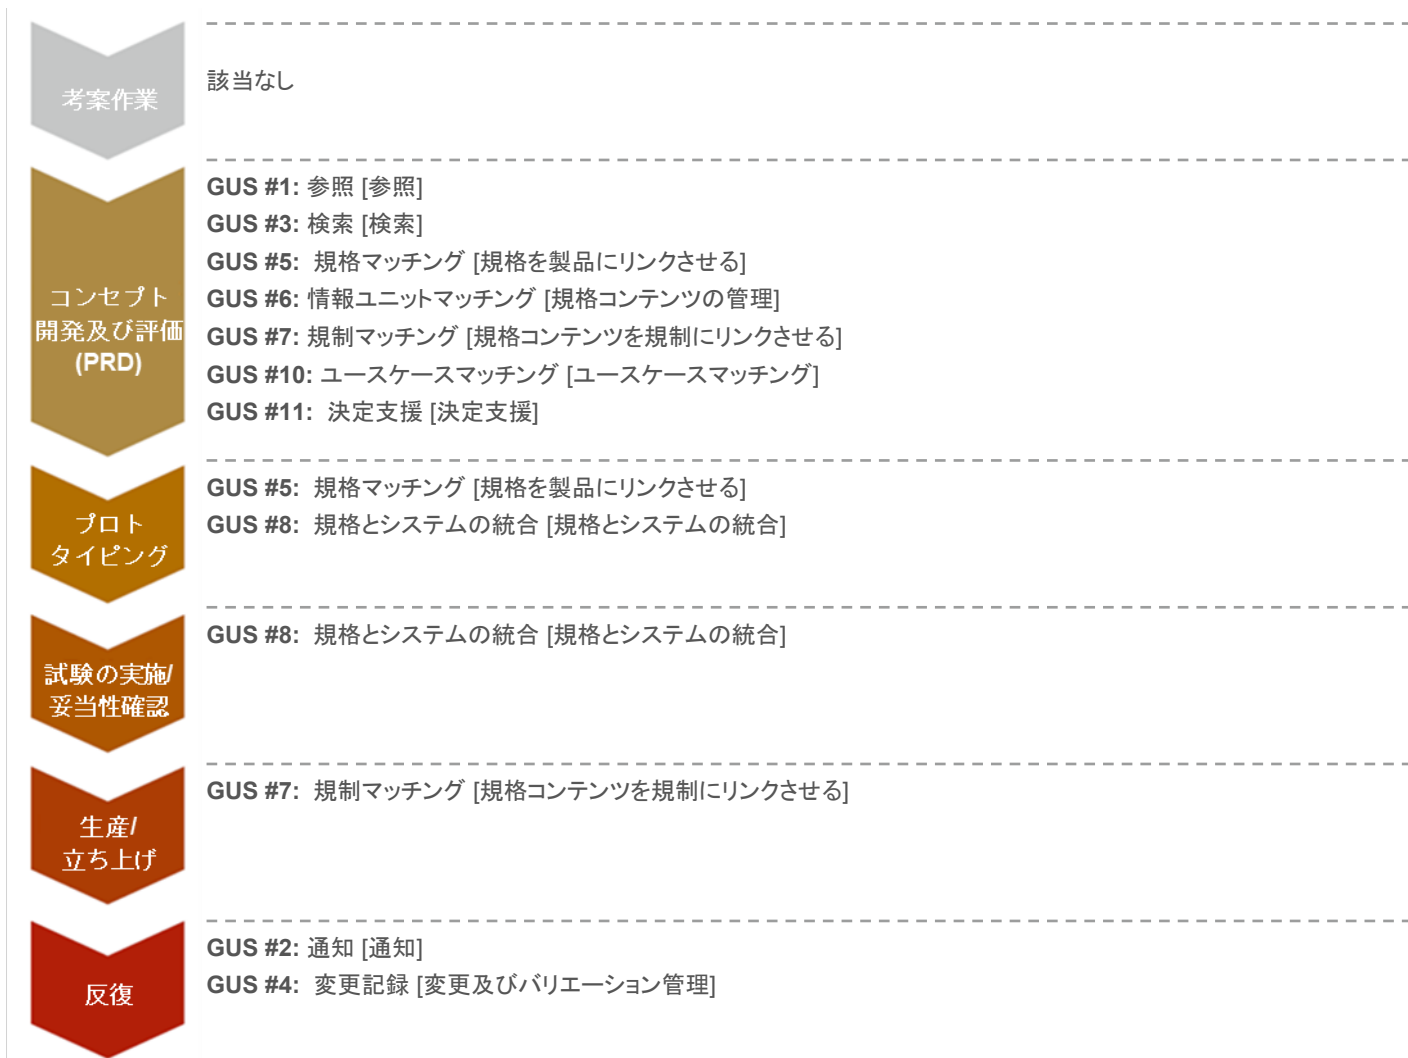 考案作業
該当なし
コンセプト
開発及び評価
(PRD)
GUS #1: 参照 [参照]
GUS #3: 検索 [検索]
GUS #5: 規格マッチング [規格を製品にリンクさせる]
GUS #6: 情報ユニットマッチング [規格コンテンツの管理]
GUS #7: 規制マッチング [規格コンテンツを規制にリンクさせる]
GUS #10: ユースケースマッチング [ユースケースマッチング]
GUS #11: 決定支援 [決定支援]
プロト
タイピング
GUS #5: 規格マッチング [規格を製品にリンクさせる]
GUS #8: 規格とシステムの統合 [規格とシステムの統合]
試験の実施/
妥当性確認
GUS #8: 規格とシステムの統合 [規格とシステムの統合]
生産/
立ち上げ
GUS #7: 規制マッチング [規格コンテンツを規制にリンクさせる]
反復
GUS #2: 通知 [通知]
GUS #4: 変更記録 [変更及びバリエーション管理]